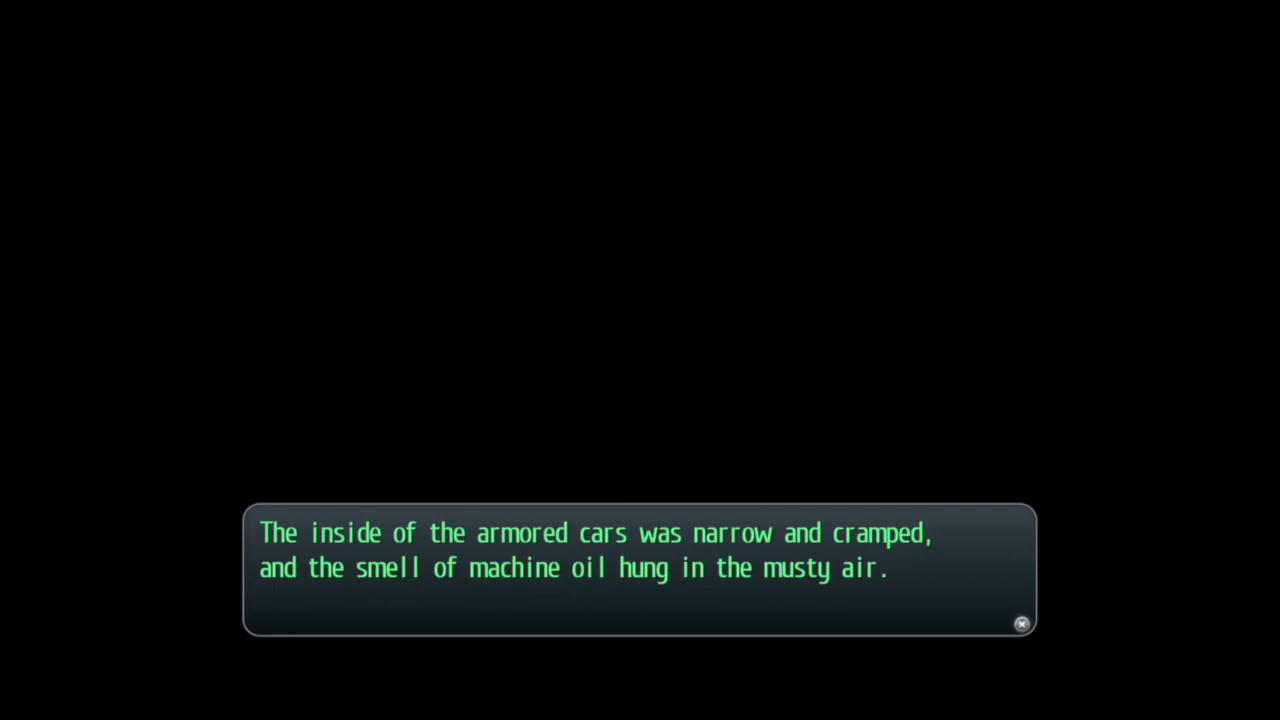 The inside of the armored cars was narrow and cramped,
and the smell of machine oil hung in the musty air.